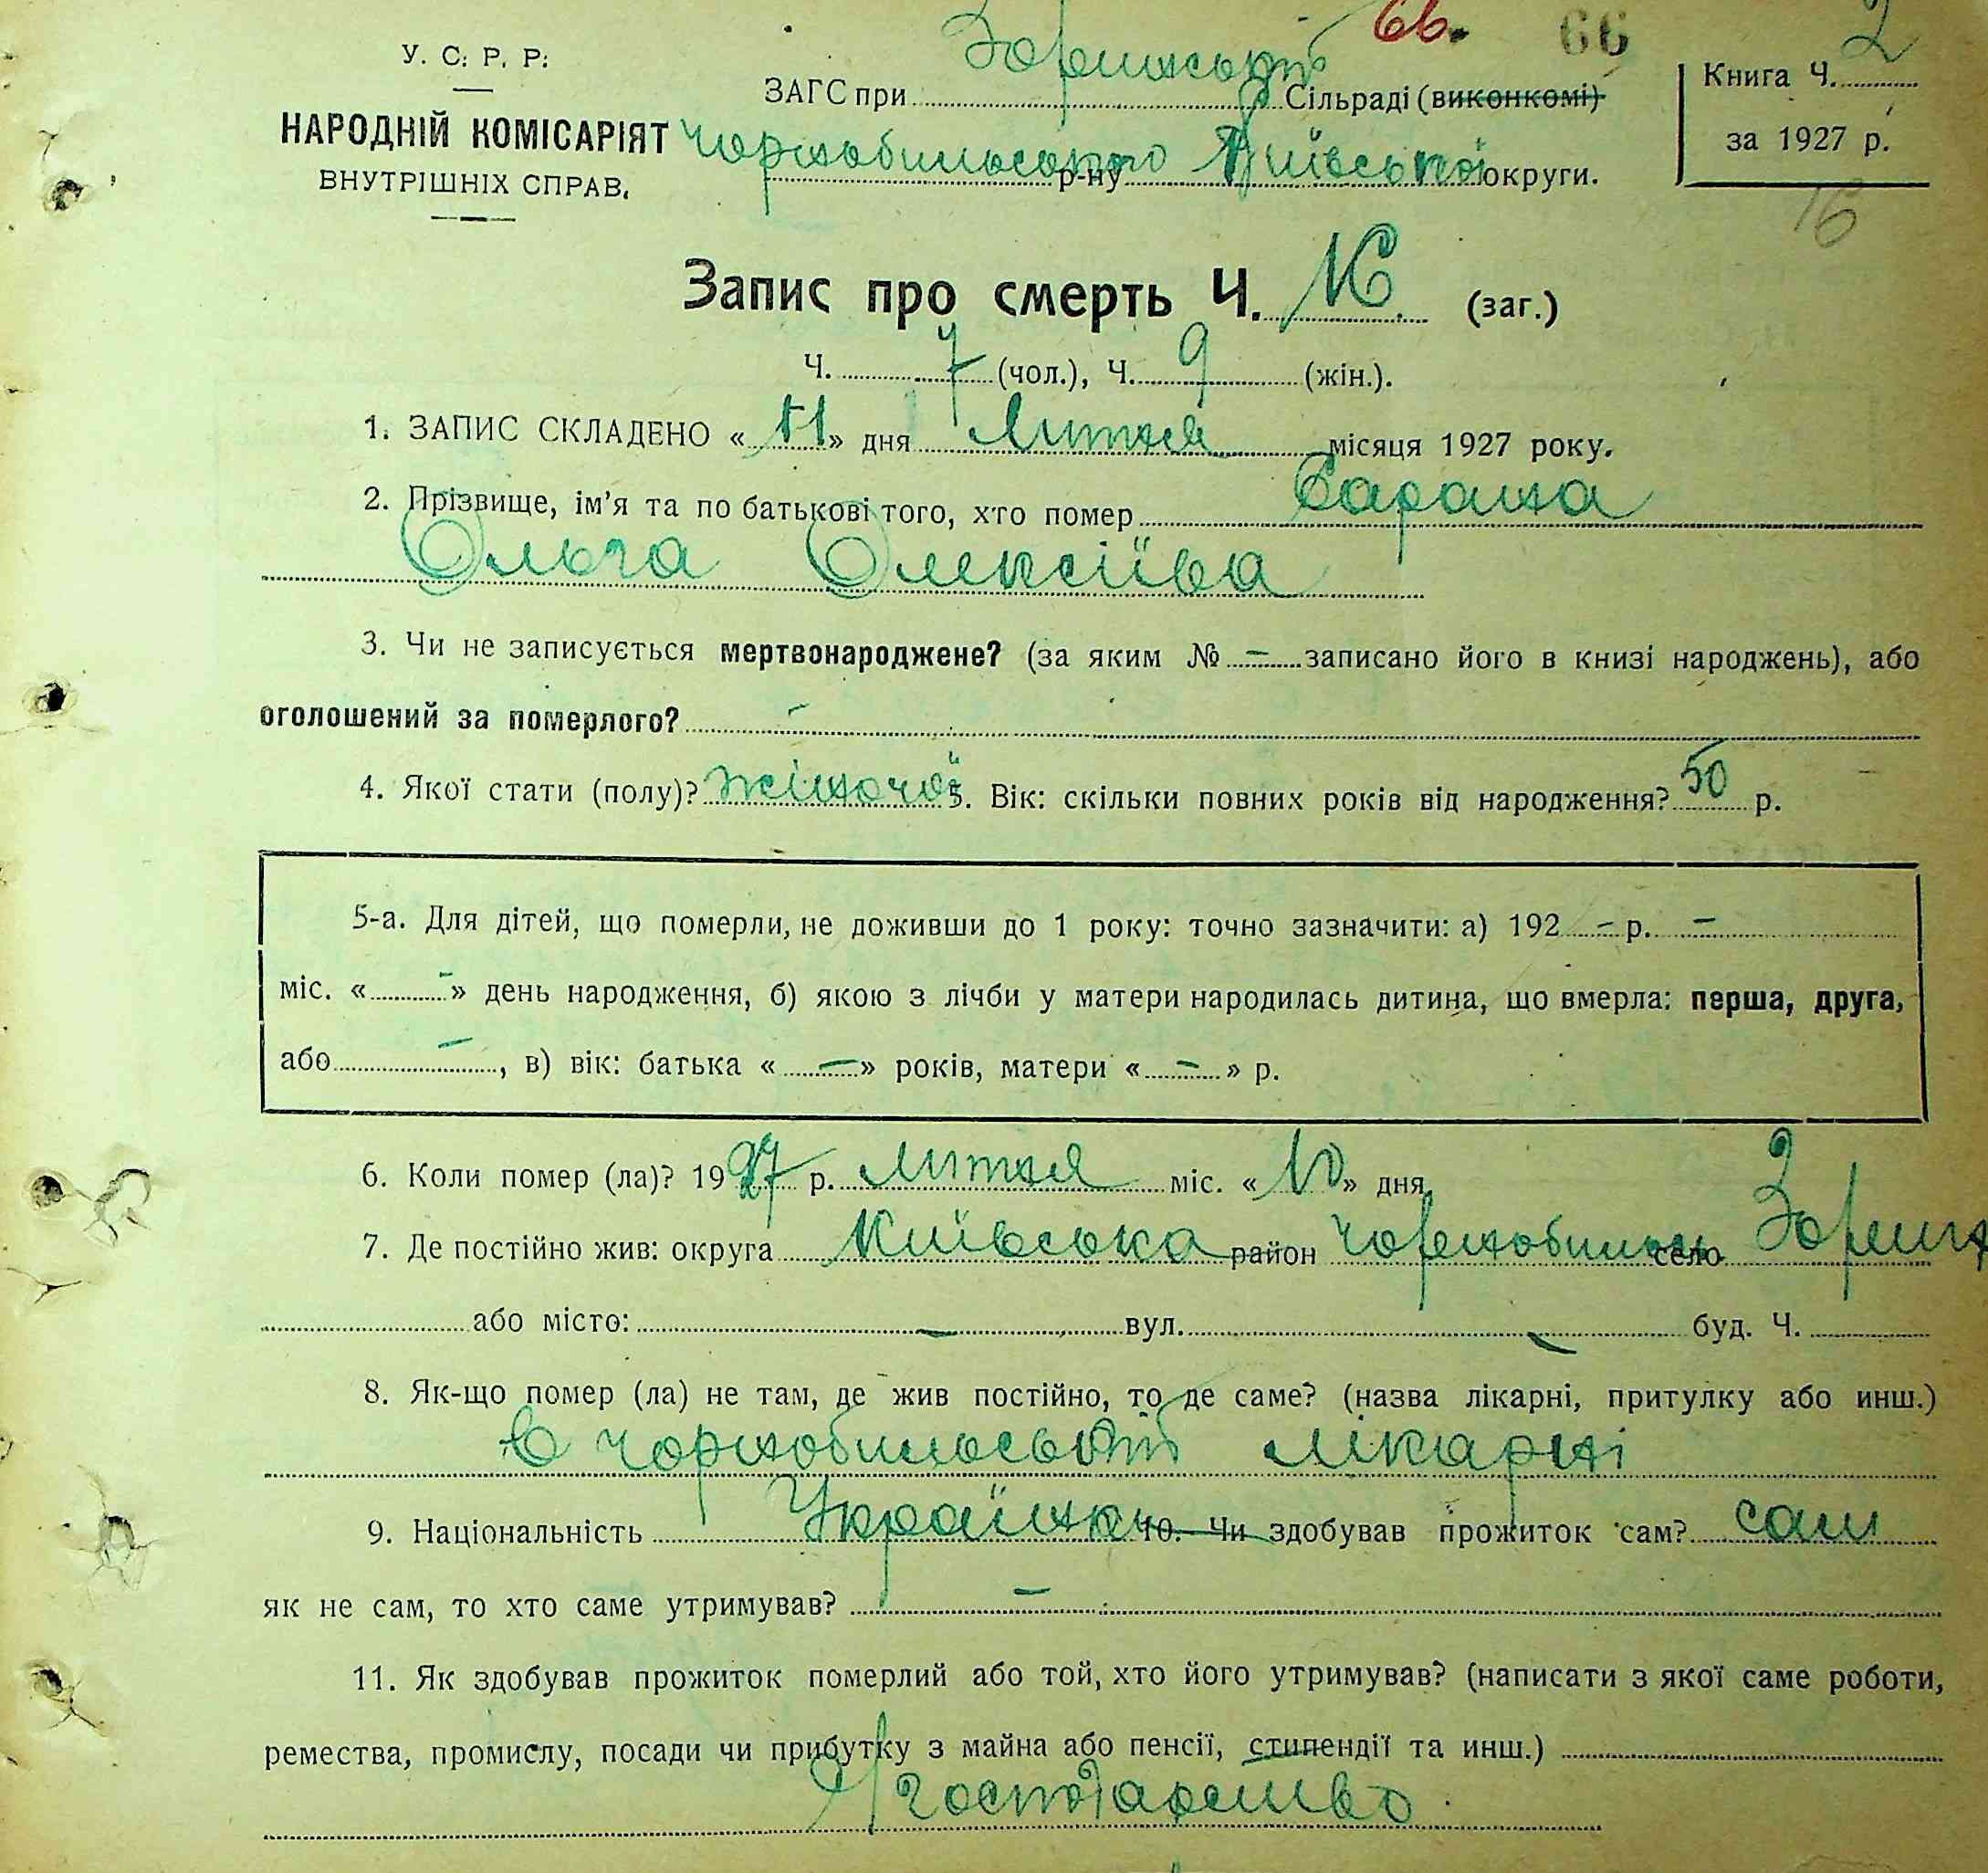 66. 66
У. С. Р. Р.
ЗАГС при Зоринській Сільраді (виконкомі)
Книга Ч. 2
НАРОДНІЙ КОМІСАРІЯТ
Чорнобильського р-ну Київської округи.
за 1927 р.
ВНУТРІШНІХ СПРАВ.
16
Запис про смерть Ч. 16. (заг.)
Ч. 7 (чол.), Ч. 9 (жін.).
1. ЗАПИС СКЛАДЕНО «11» дня Лютня місяця 1927 року.
2. Прізвище, ім'я та по батькові того, хто помер Сарана
Ольга Олексіїва
3. Чи не записується мертвонароджене? (за яким № – записано його в книзі народжень), або
оголошений за померлого? –
4. Якої стати (полу)? Жіночої 5. Вік: скільки повних років від народження? 50 р.
5-а. Для дітей, що померли, не доживши до 1 року: точно зазначити: а) 192 – р. –
міс. « – » день народження, б) якою з лічби у матери народилась дитина, що вмерла: перша, друга,
або –, в) вік: батька « – » років, матери « – » р.
6. Коли помер (ла)? 1927 р. Лютня міс. «10» дня
7. Де постійно жив: округа Київська район Чорнобильськ село Зорин
або місто: – вул. – буд. Ч.
8. Як-що помер (ла) не там, де жив постійно, то де саме? (назва лікарні, притулку або инш.)
в Чорнобильській лікарні
9. Національність Українка 10. Чи здобував прожиток сам? сам
як не сам, то хто саме утримував? –
11. Як здобував прожиток померлий або той, хто його утримував? (написати з якої саме роботи,
ремества, промислу, посади чи прибутку з майна або пенсії, стипендії та инш.)
господарство